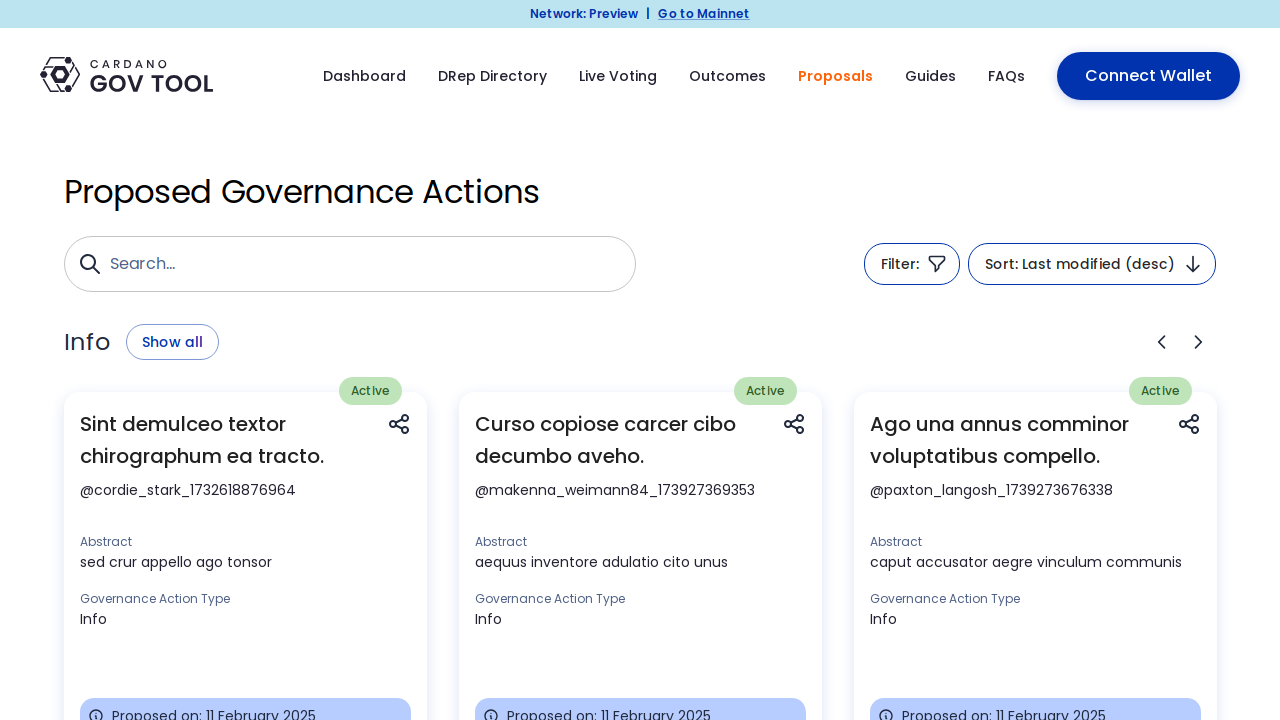 Network: Preview | Go to Mainnet
CARDANO
GOV TOOL
Dashboard
DRep Directory
Live Voting
Outcomes
Proposals
Guides
FAQs
Connect Wallet
Proposed Governance Actions
Search...
Filter:
Sort: Last modified (desc)
Info
Show all
Active
Sint demulceo textor
chirographum ea tracto.
@cordie_stark_1732618876964
Abstract
sed crur appello ago tonsor
Governance Action Type
Info
Proposed on: 11 February 2025
Active
Curso copiose carcer cibo
decumbo aveho.
@makenna_weimann84_173927369353
Abstract
aequus inventore adulatio cito unus
Governance Action Type
Info
Proposed on: 11 February 2025
Active
Ago una annus comminor
voluptatibus compello.
@paxton_langosh_1739273676338
Abstract
caput accusator aegre vinculum communis
Governance Action Type
Info
Proposed on: 11 February 2025